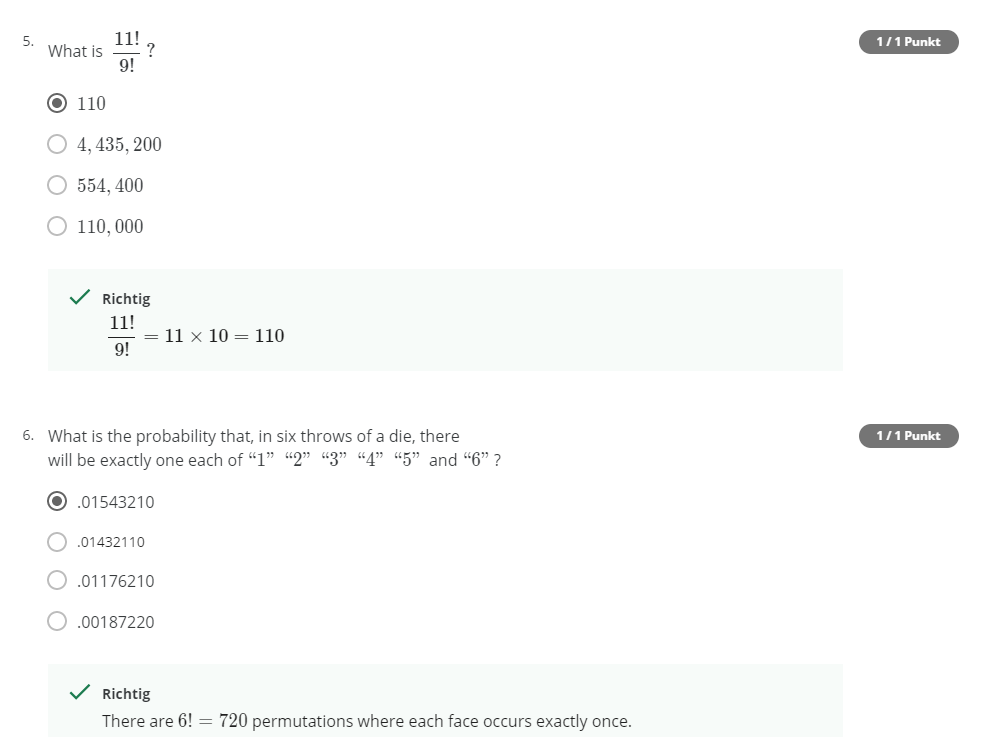 5. What is 11!/9! ?
1 / 1 Punkt
110
4, 435, 200
554, 400
110, 000
Richtig
11!/9! = 11 × 10 = 110
6. What is the probability that, in six throws of a die, there
1 / 1 Punkt
will be exactly one each of “1” “2” “3” “4” “5” and “6” ?
.01543210
.01432110
.01176210
.00187220
Richtig
There are 6! = 720 permutations where each face occurs exactly once.